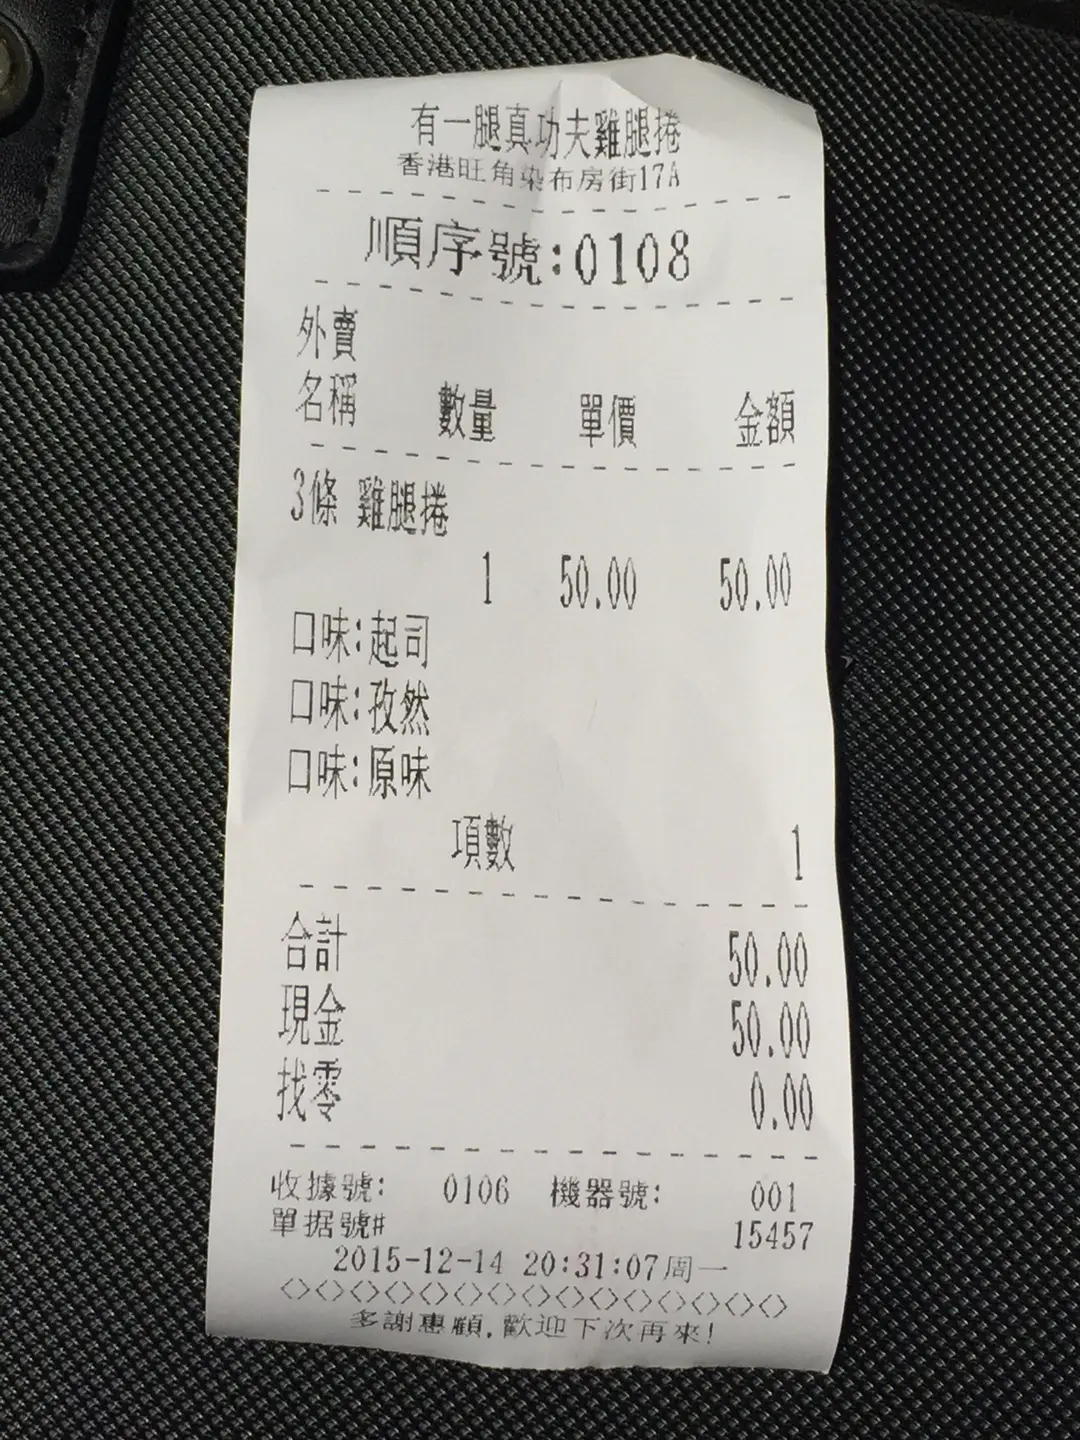 有一腿真功夫雞腿捲
香港旺角染布房街17A
順序號:0108
外賣
名稱 數量 單價 金額
3條 雞腿捲
1 50.00 50.00
口味:起司
口味:孜然
口味:原味
項數 1
合計 50.00
現金 50.00
找零 0.00
收據號: 0106 機器號: 001
單据號# 15457
2015-12-14 20:31:07周一
多謝惠顧,歡迎下次再來!